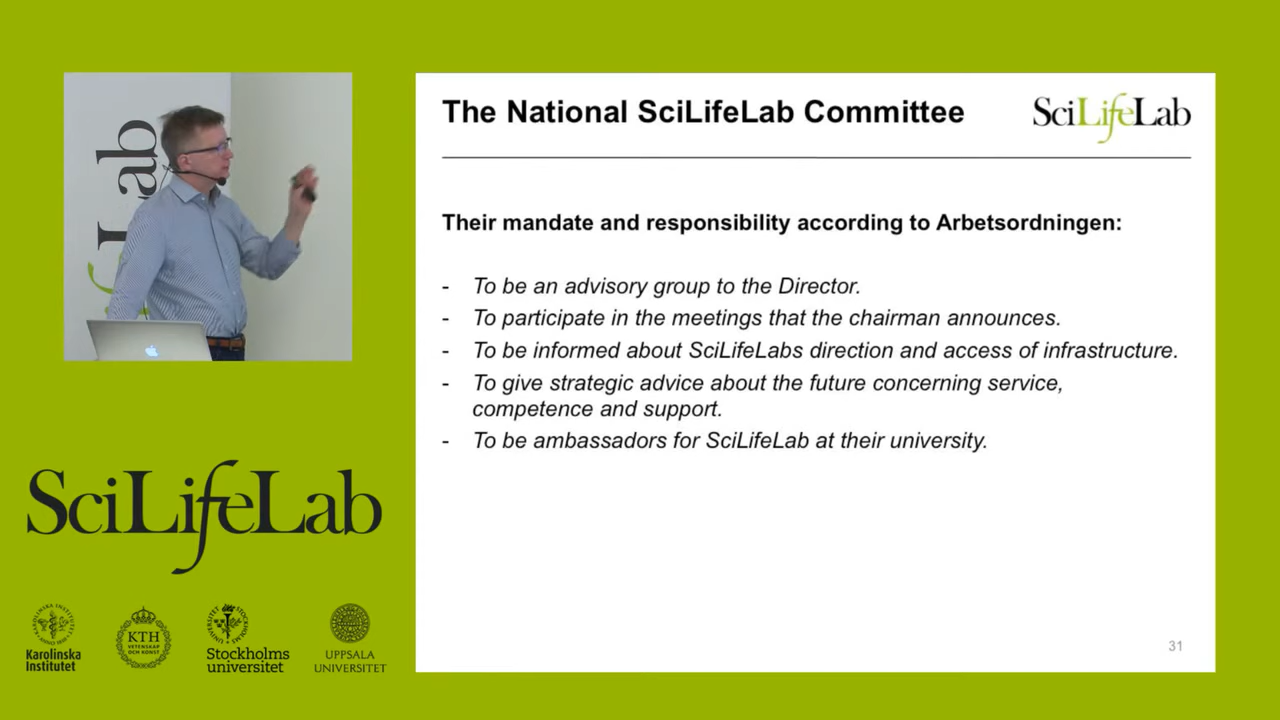 Lab
The National SciLifeLab Committee
SciLifeLab
Their mandate and responsibility according to Arbetsordningen:
- To be an advisory group to the Director.
- To participate in the meetings that the chairman announces.
- To be informed about SciLifeLabs direction and access of infrastructure.
- To give strategic advice about the future concerning service,
competence and support.
- To be ambassadors for SciLifeLab at their university.
31
SciLifeLab
Karolinska
Institutet
KTH
VETENSKAP
OCH KONST
Stockholms
universitet
UPPSALA
UNIVERSITET